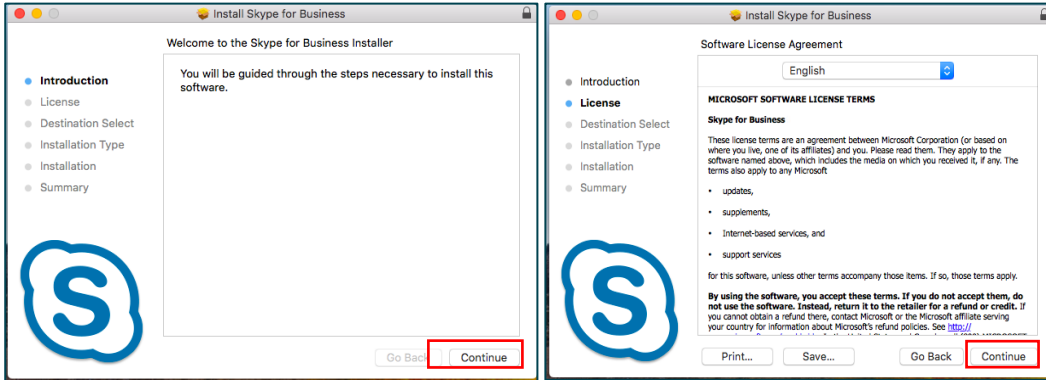 Install Skype for Business
Welcome to the Skype for Business Installer
Introduction
License
Destination Select
Installation Type
Installation
Summary
You will be guided through the steps necessary to install this
software.
S
Go Back
Continue
Install Skype for Business
Software License Agreement
Introduction
License
Destination Select
Installation Type
Installation
Summary
English
MICROSOFT SOFTWARE LICENSE TERMS
Skype for Business
These license terms are an agreement between Microsoft Corporation (or based on
where you live, one of its affiliates) and you. Please read them. They apply to the
software named above, which includes the media on which you received it, if any. The
terms also apply to any Microsoft
• updates,
• supplements,
• Internet-based services, and
• support services
for this software, unless other terms accompany those items. If so, those terms apply.
By using the software, you accept these terms. If you do not accept them, do
not use the software. Instead, return it to the retailer for a refund or credit. If
you cannot obtain a refund there, contact Microsoft or the Microsoft affiliate serving
your country for information about Microsoft's refund policies. See http://
S
Print...
Save...
Go Back
Continue